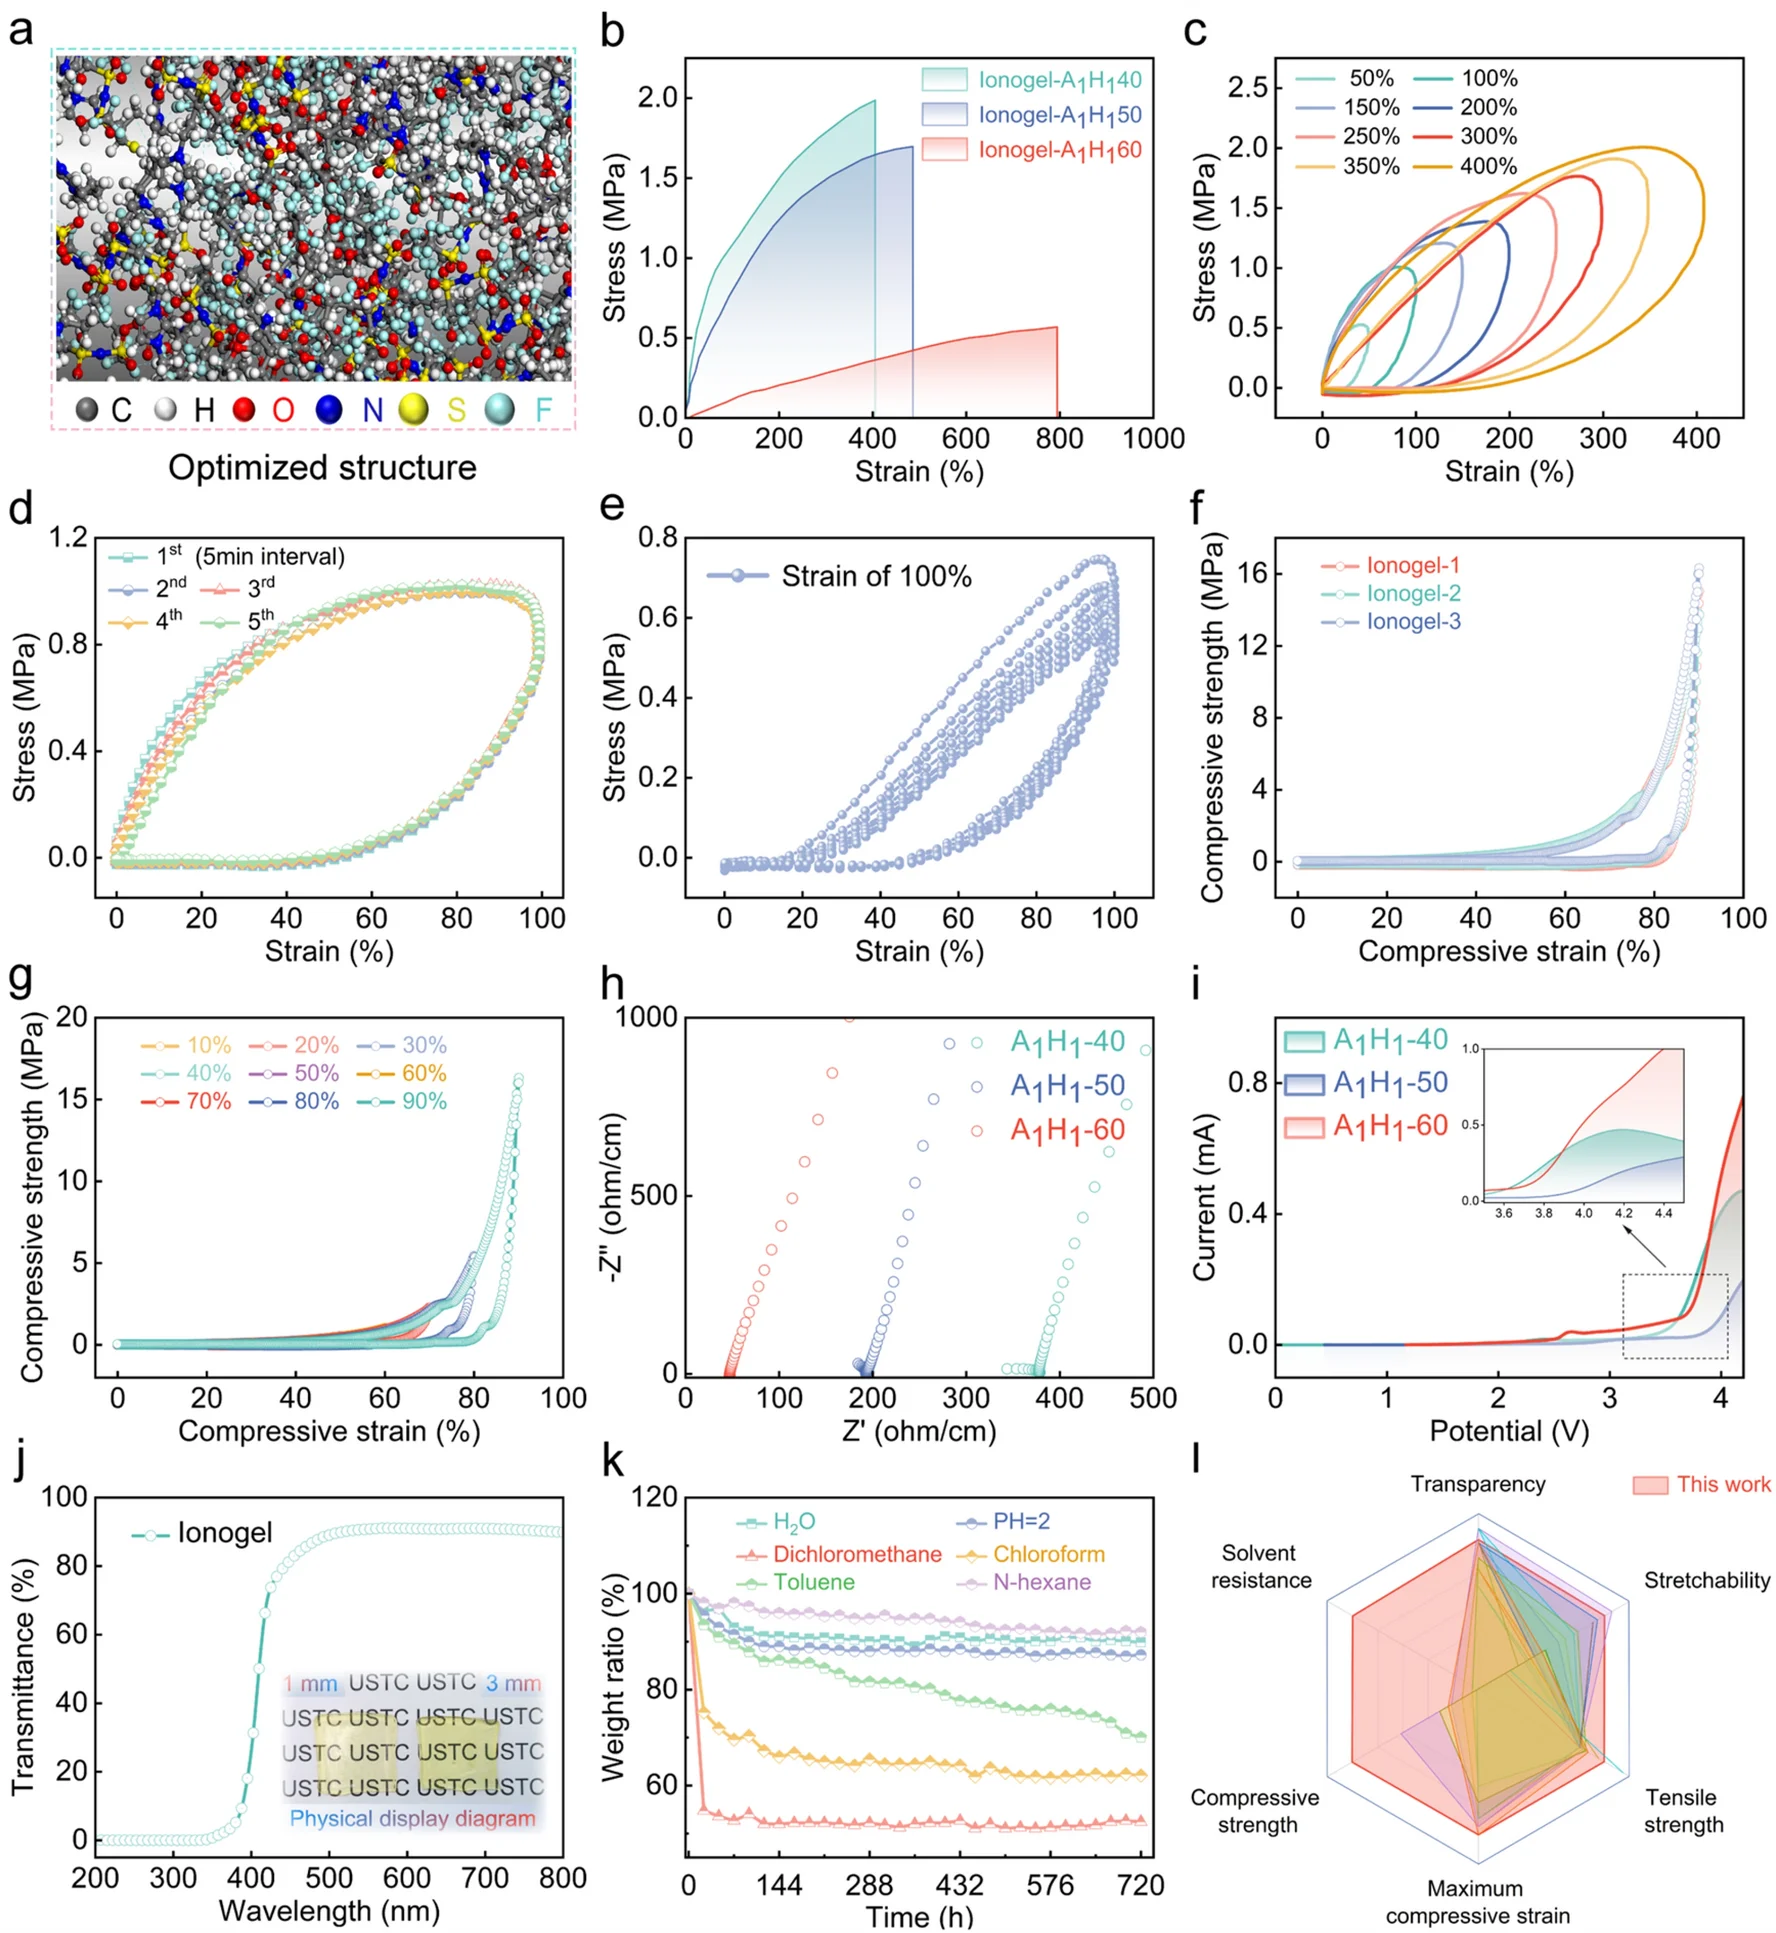 a
C H O N S F
Optimized structure
b
Stress (MPa)
2.0
1.5
1.0
0.5
0.0
Ionogel-A1H140
Ionogel-A1H150
Ionogel-A1H160
0 200 400 600 800 1000
Strain (%)
c
Stress (MPa)
2.5
2.0
1.5
1.0
0.5
0.0
50% 100%
150% 200%
250% 300%
350% 400%
0 100 200 300 400
Strain (%)
d
Stress (MPa)
1.2
0.8
0.4
0.0
1st (5min interval)
2nd 3rd
4th 5th
0 20 40 60 80 100
Strain (%)
e
Stress (MPa)
0.8
0.6
0.4
0.2
0.0
Strain of 100%
0 20 40 60 80 100
Strain (%)
f
Compressive strength (MPa)
16
12
8
4
0
Ionogel-1
Ionogel-2
Ionogel-3
0 20 40 60 80 100
Compressive strain (%)
g
Compressive strength (MPa)
20
15
10
5
0
10% 20% 30%
40% 50% 60%
70% 80% 90%
0 20 40 60 80 100
Compressive strain (%)
h
-Z" (ohm/cm)
1000
500
0
A1H1-40
A1H1-50
A1H1-60
0 100 200 300 400 500
Z' (ohm/cm)
i
Current (mA)
0.8
0.4
0.0
A1H1-40
A1H1-50
A1H1-60
1.0
0.5
0.0
3.6 3.8 4.0 4.2 4.4
0 1 2 3 4
Potential (V)
j
Transmittance (%)
100
80
60
40
20
0
Ionogel
1 mm USTC USTC 3 mm
USTC USTC USTC USTC
USTC USTC USTC USTC
USTC USTC USTC USTC
Physical display diagram
200 300 400 500 600 700 800
Wavelength (nm)
k
Weight ratio (%)
120
100
80
60
H2O PH=2
Dichloromethane Chloroform
Toluene N-hexane
0 144 288 432 576 720
Time (h)
l
This work
Transparency
Stretchability
Tensile
strength
Maximum
compressive strain
Compressive
strength
Solvent
resistance